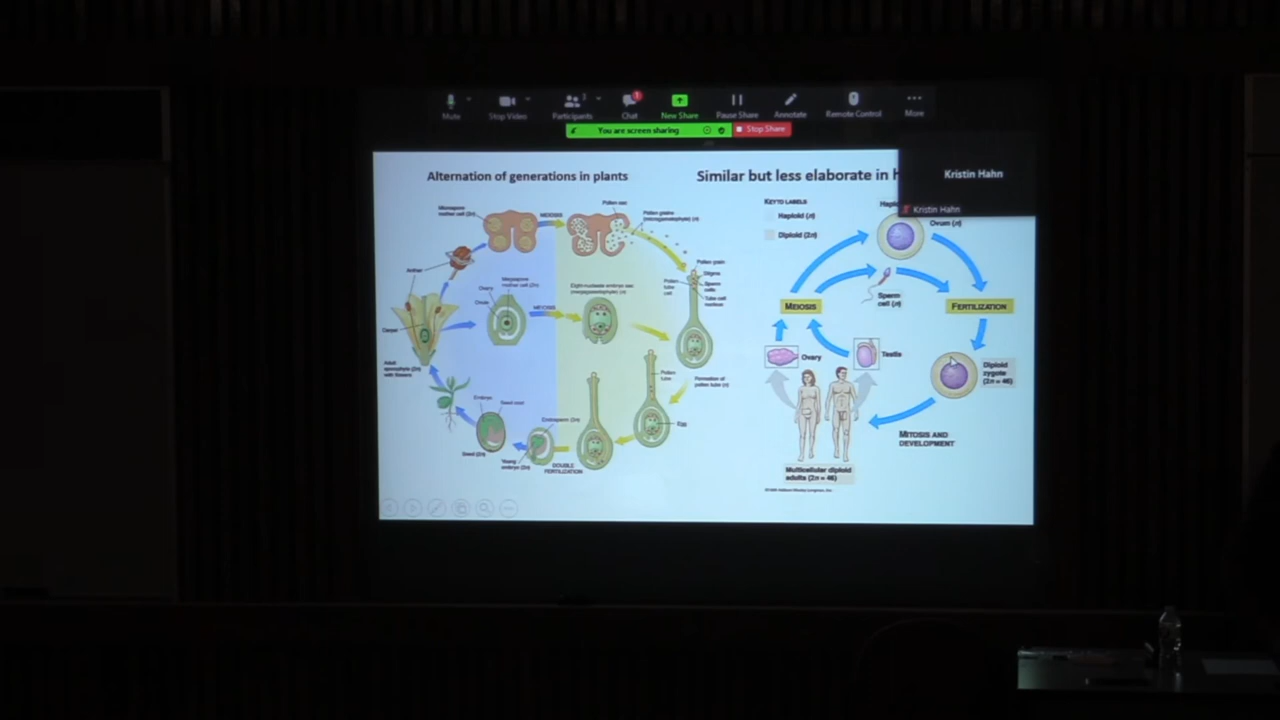 Mute
Stop Video
Participants
3
Chat
1
New Share
Pause Share
Annotate
Remote Control
More
You are screen sharing
Stop Share
Kristin Hahn
Kristin Hahn
Alternation of generations in plants
Microspore
mother cell (2n)
MEIOSIS
Pollen sac
Pollen grains
(microgametophyte) (n)
Anther
Ovary
Ovule
Megaspore
mother cell (2n)
MEIOSIS
Eight-nucleate embryo sac
(megagametophyte) (n)
Pollen grain
Stigma
Sperm
cells
Tube cell
nucleus
Pollen
tube
cell
Carpel
Adult
sporophyte (2n)
with flowers
Pollen
tube
Formation of
pollen tube (n)
Egg
Embryo
Seed coat
Seed (2n)
Young
embryo (2n)
DOUBLE
FERTILIZATION
Similar but less elaborate in h
KEY TO LABELS
Haploid (n)
Diploid (2n)
Ovum (n)
Sperm
cell (n)
MEIOSIS
FERTILIZATION
Ovary
Testis
Diploid
zygote
(2n = 46)
MITOSIS AND
DEVELOPMENT
Multicellular diploid
adults (2n = 46)